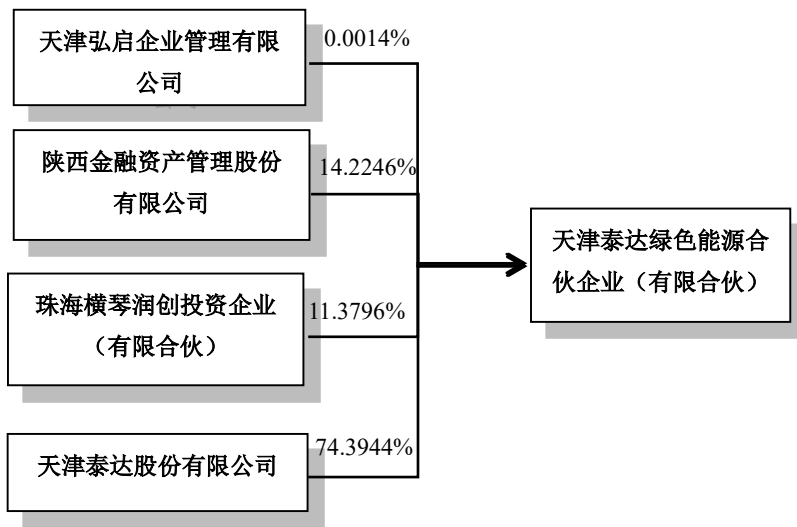 天津弘启企业管理有限
公司
0.0014%
陕西金融资产管理股份
有限公司
14.2246%
珠海横琴润创投资企业
（有限合伙）
11.3796%
天津泰达股份有限公司
74.3944%
天津泰达绿色能源合
伙企业（有限合伙）